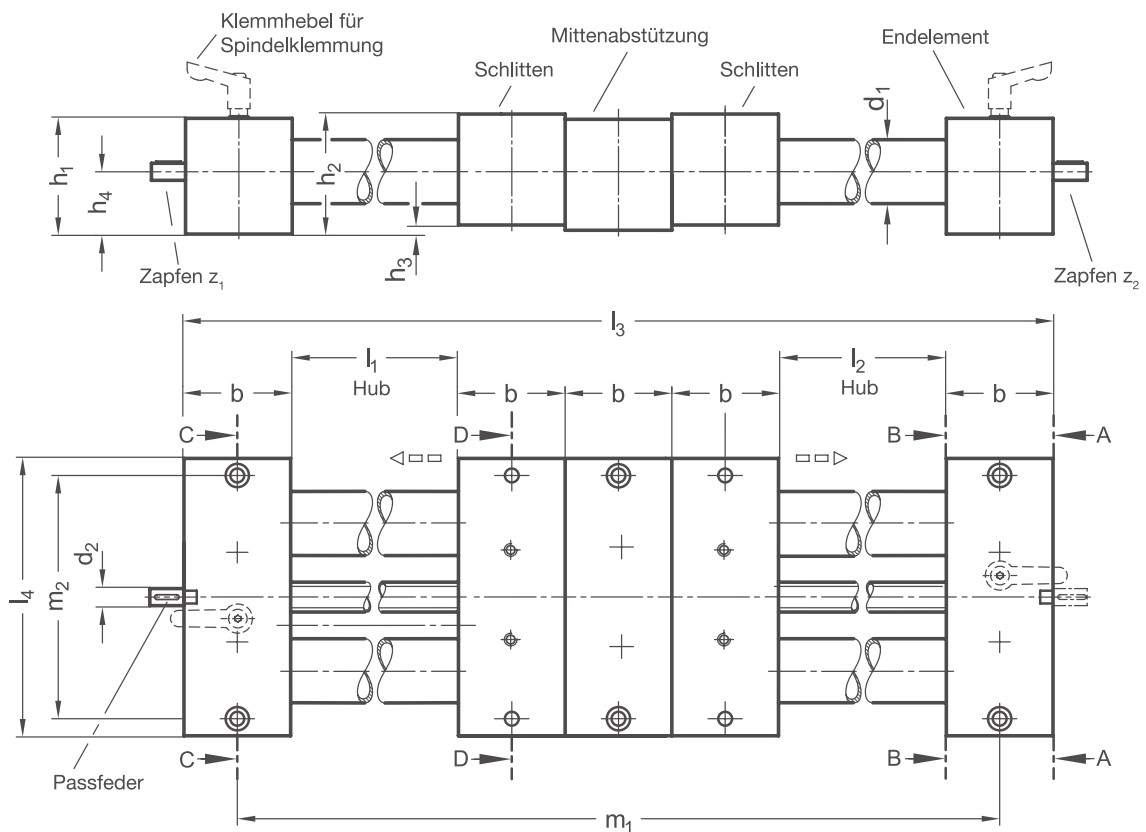 Klemmhebel für
Spindelklemmung
Mittenabstützung
Endelement
Schlitten
Schlitten
d1
h1
h4
h2
h3
Zapfen z1
Zapfen z2
l3
l1
l2
Hub
Hub
b
b
b
b
b
C
D
B
A
l4
m2
d2
C
D
B
A
Passfeder
m1